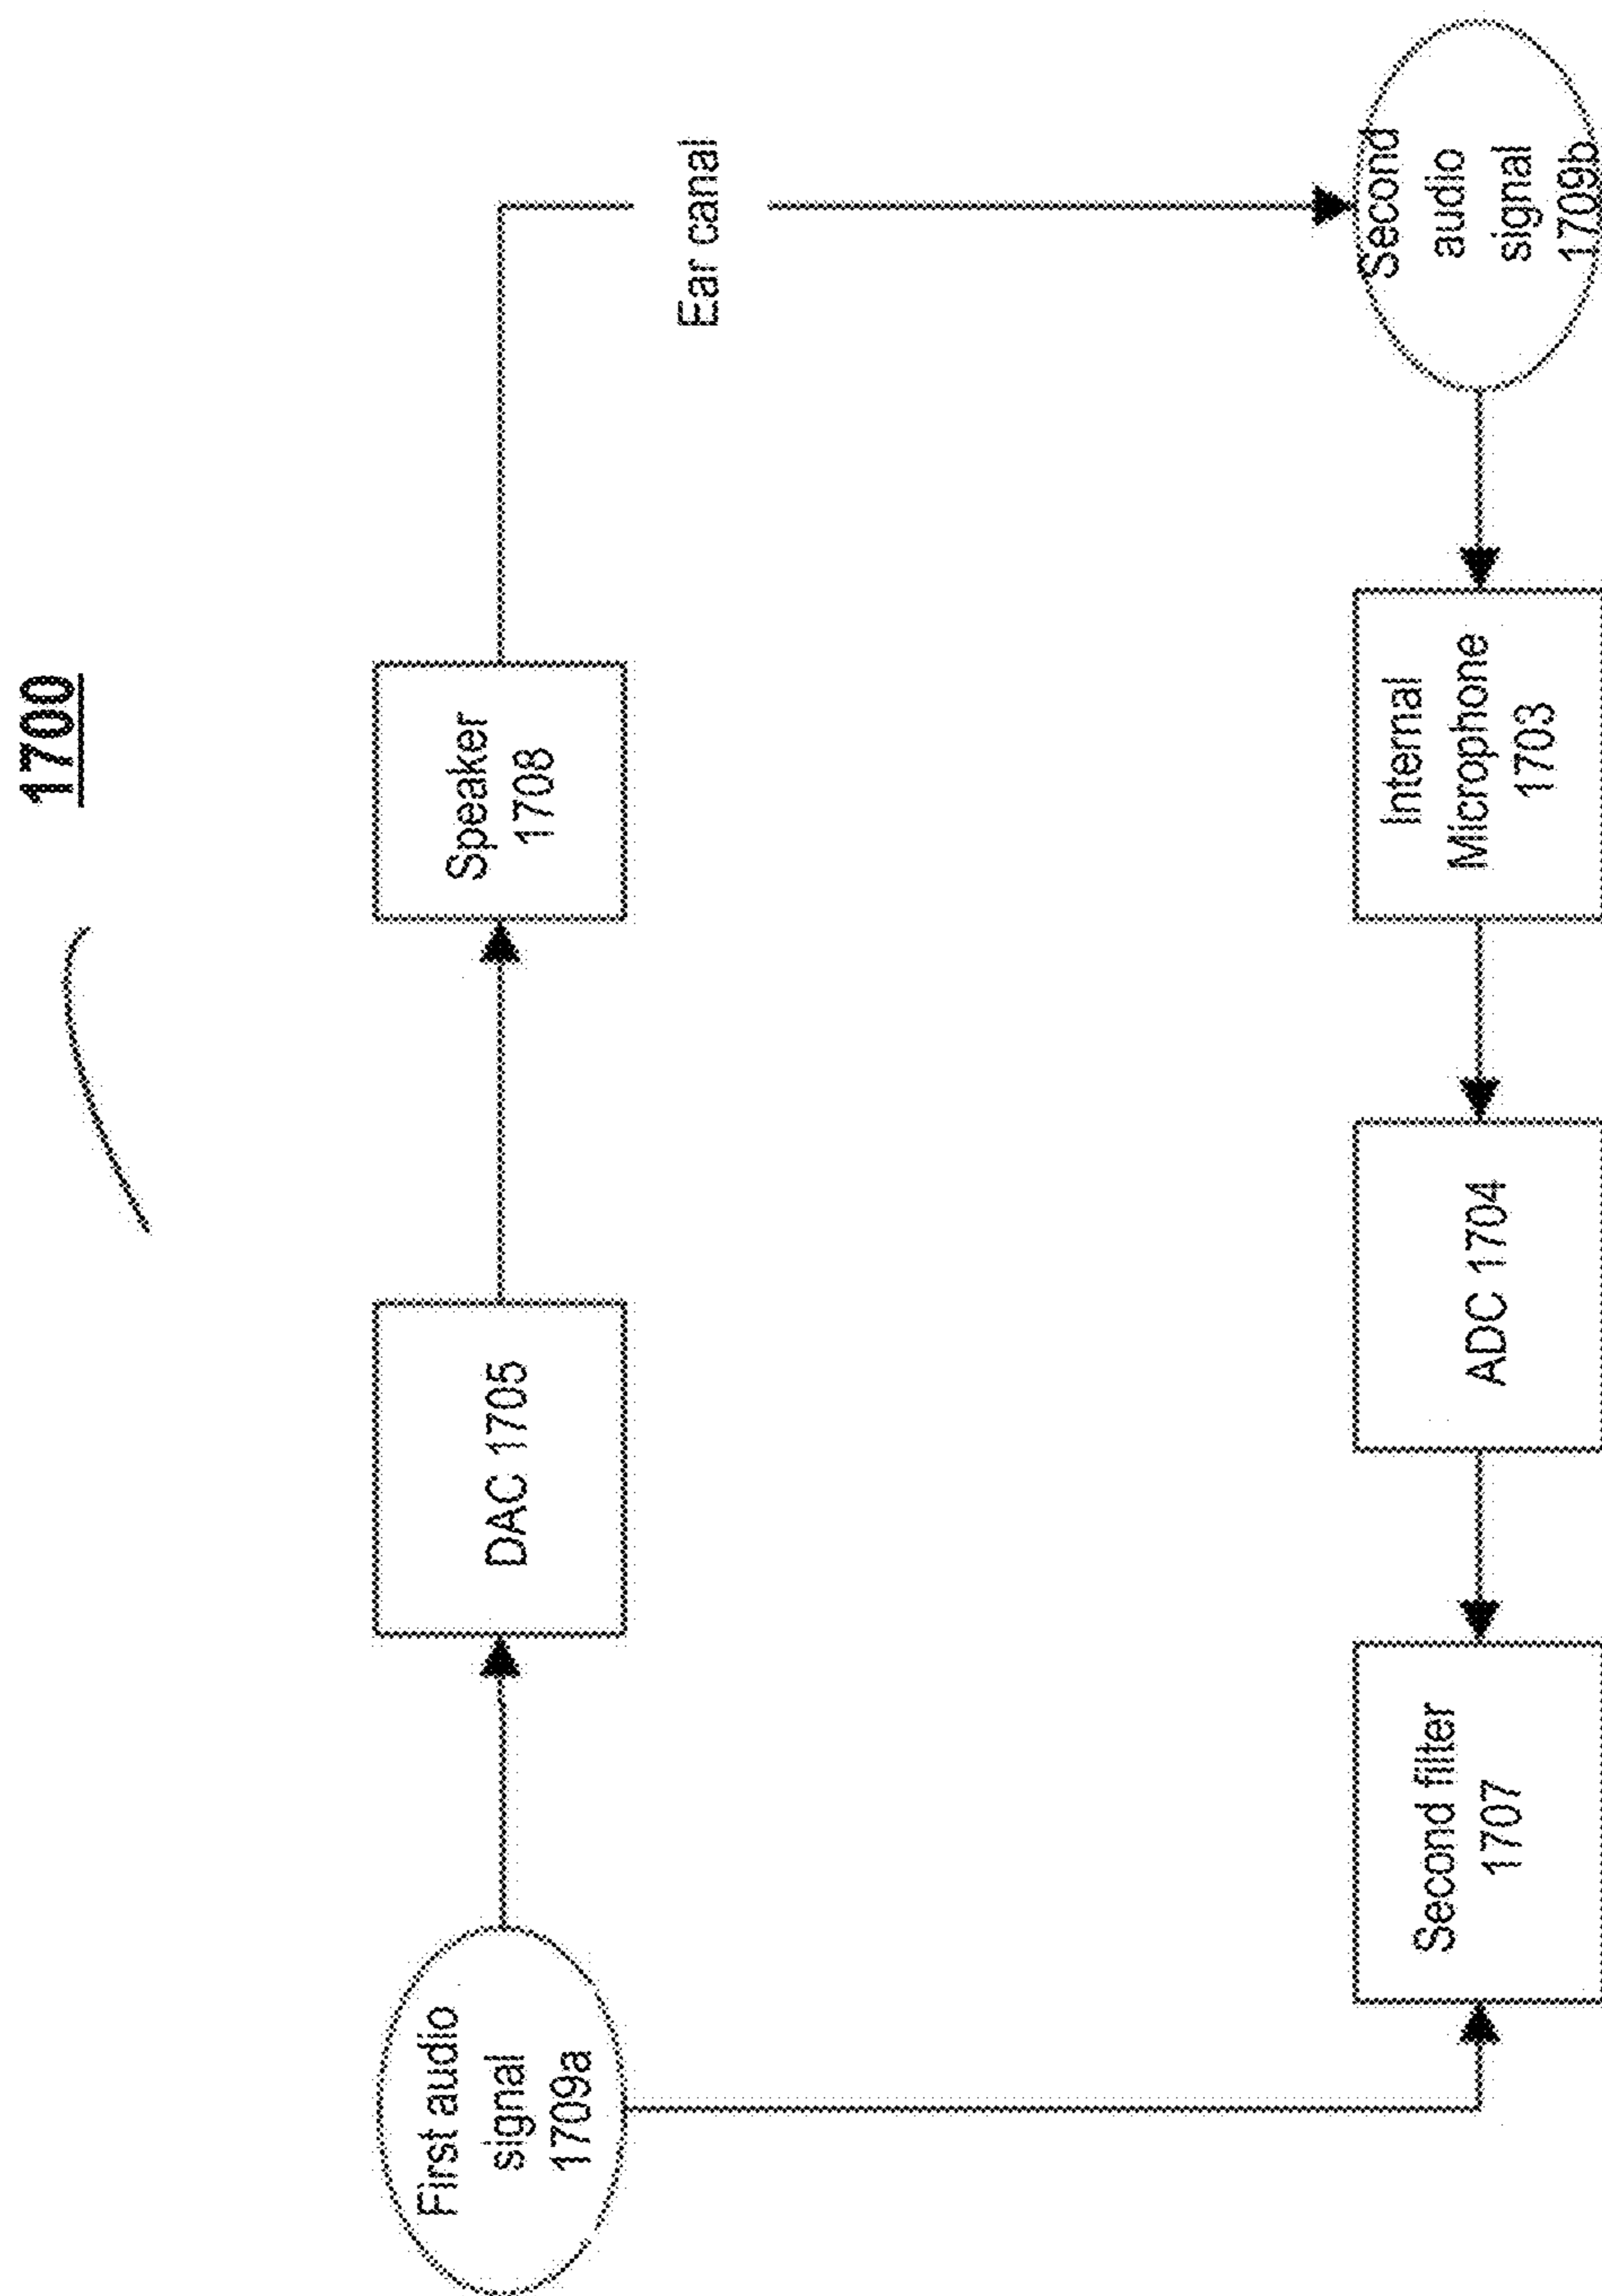 1700
First audio
signal
1709a
DAC 1705
Speaker
1708
Ear canal
Second filter
1707
ADC 1704
Internal
Microphone
1703
Second
audio
signal
1709b